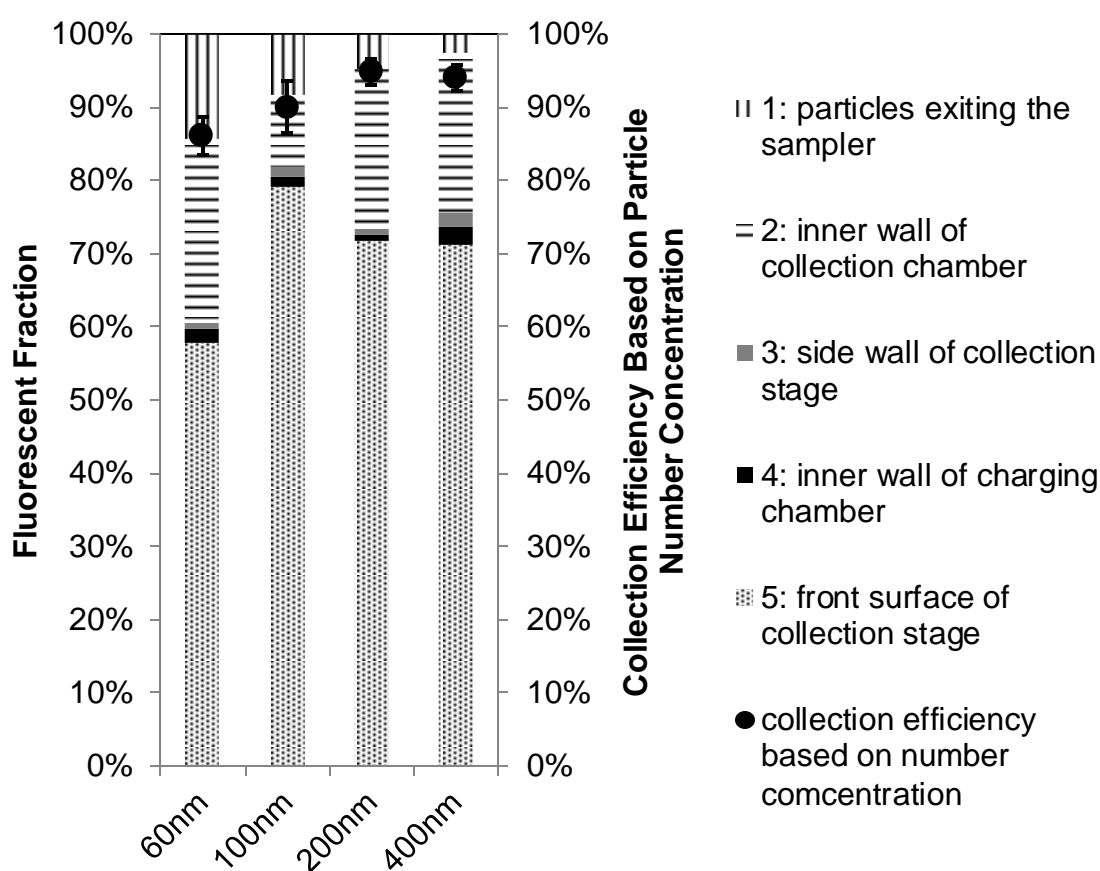 Fluorescent Fraction
100%
90%
80%
70%
60%
50%
40%
30%
20%
10%
0%
60nm
100nm
200nm
400nm
100%
90%
80%
70%
60%
50%
40%
30%
20%
10%
0%
Collection Efficiency Based on Particle
Number Concentration
1: particles exiting the
sampler
2: inner wall of
collection chamber
3: side wall of collection
stage
4: inner wall of charging
chamber
5: front surface of
collection stage
collection efficiency
based on number
comcentration